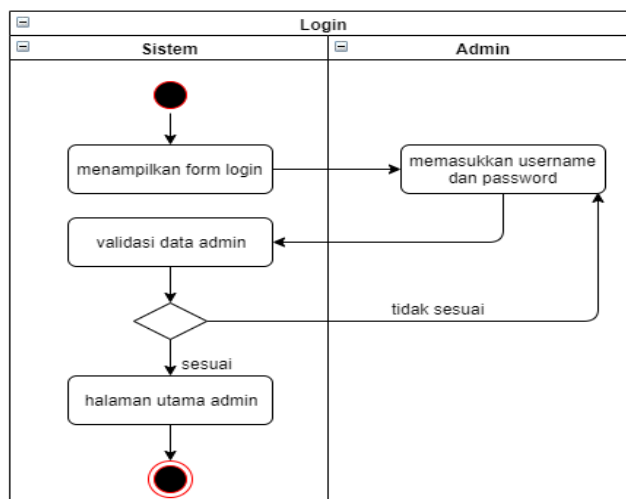 Login
Sistem
Admin
menampilkan form login
memasukkan username
dan password
validasi data admin
tidak sesuai
sesuai
halaman utama admin